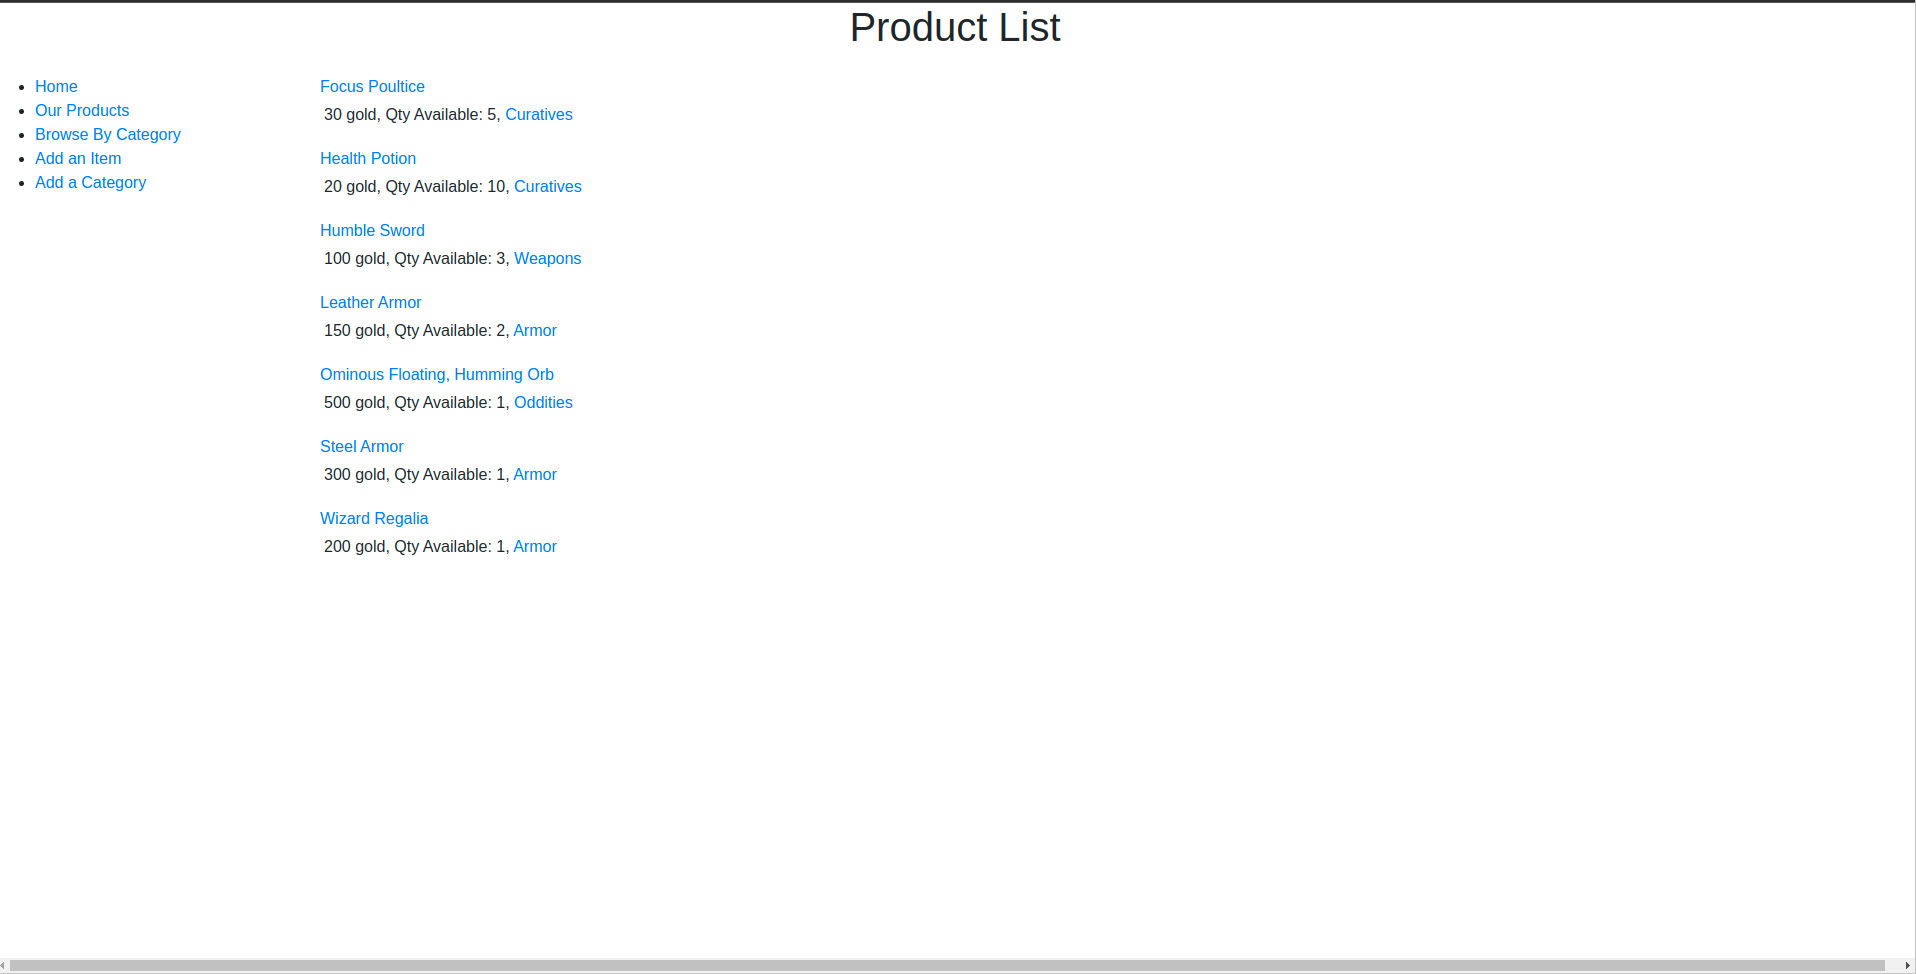 Product List
Home
Our Products
Browse By Category
Add an Item
Add a Category
Focus Poultice
30 gold, Qty Available: 5, Curatives
Health Potion
20 gold, Qty Available: 10, Curatives
Humble Sword
100 gold, Qty Available: 3, Weapons
Leather Armor
150 gold, Qty Available: 2, Armor
Ominous Floating, Humming Orb
500 gold, Qty Available: 1, Oddities
Steel Armor
300 gold, Qty Available: 1, Armor
Wizard Regalia
200 gold, Qty Available: 1, Armor